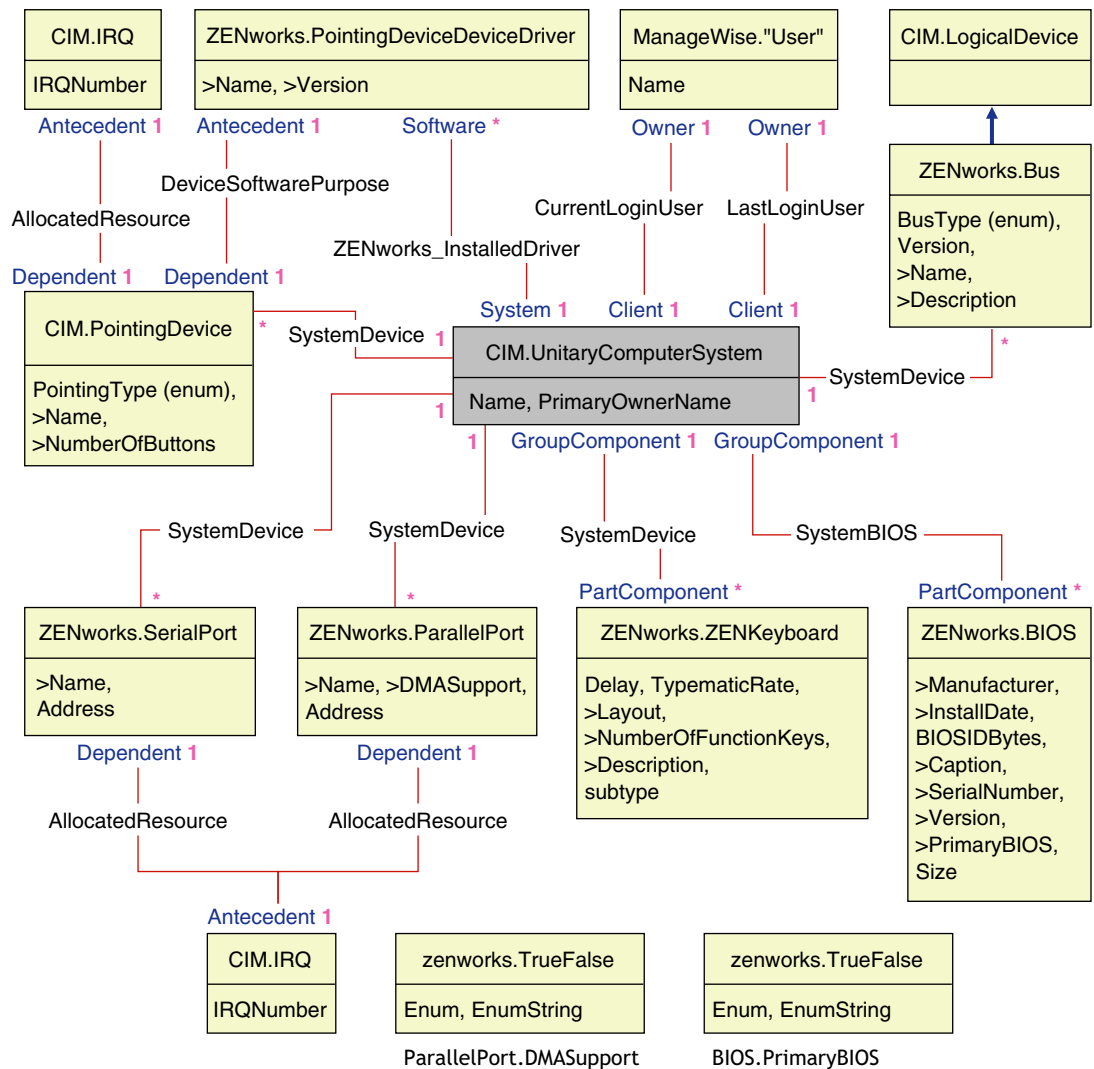 CIM.IRQ
IRQNumber
ZENworks.PointingDeviceDeviceDriver
>Name, >Version
ManageWise."User"
Name
CIM.LogicalDevice
Antecedent 1
Antecedent 1
Software *
Owner 1
Owner 1
DeviceSoftwarePurpose
AllocatedResource
ZENworks_InstalledDriver
CurrentLoginUser
LastLoginUser
ZENworks.Bus
BusType (enum),
Version,
>Name,
>Description
*
Dependent 1
Dependent 1
System 1
Client 1
Client 1
CIM.PointingDevice
PointingType (enum),
>Name,
>NumberOfButtons
*
SystemDevice
1
CIM.UnitaryComputerSystem
Name, PrimaryOwnerName
SystemDevice
1
1
1
GroupComponent 1
GroupComponent 1
SystemDevice
SystemDevice
SystemDevice
SystemBIOS
*
*
PartComponent *
PartComponent *
ZENworks.SerialPort
>Name,
Address
ZENworks.ParallelPort
>Name, >DMASupport,
Address
ZENworks.ZENKeyboard
Delay, TypematicRate,
>Layout,
>NumberOfFunctionKeys,
>Description,
subtype
ZENworks.BIOS
>Manufacturer,
>InstallDate,
BIOSIDBytes,
>Caption,
>SerialNumber,
>Version,
>PrimaryBIOS,
Size
Dependent 1
Dependent 1
AllocatedResource
AllocatedResource
Antecedent 1
CIM.IRQ
IRQNumber
zenworks.TrueFalse
Enum, EnumString
ParallelPort.DMASupport
zenworks.TrueFalse
Enum, EnumString
BIOS.PrimaryBIOS